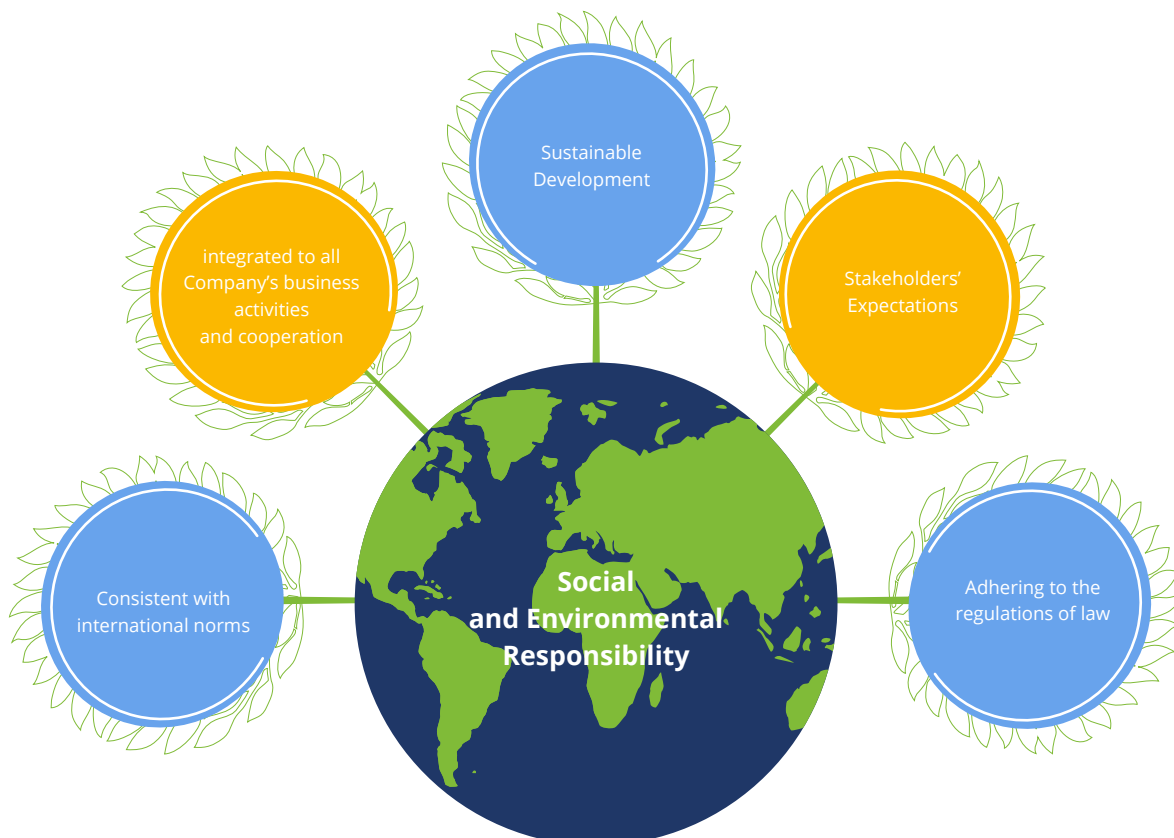 Sustainable
Development
integrated to all
Company’s business
activities
and cooperation
Stakeholders’
Expectations
Consistent with
international norms
Adhering to the
regulations of law
Social
and Environmental
Responsibility